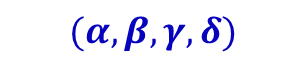 (α, β, γ, δ)